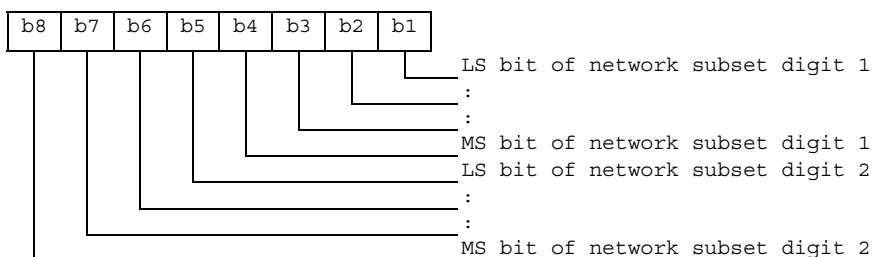 b8 b7 b6 b5 b4 b3 b2 b1
LS bit of network subset digit 1
:
:
MS bit of network subset digit 1
LS bit of network subset digit 2
:
:
MS bit of network subset digit 2